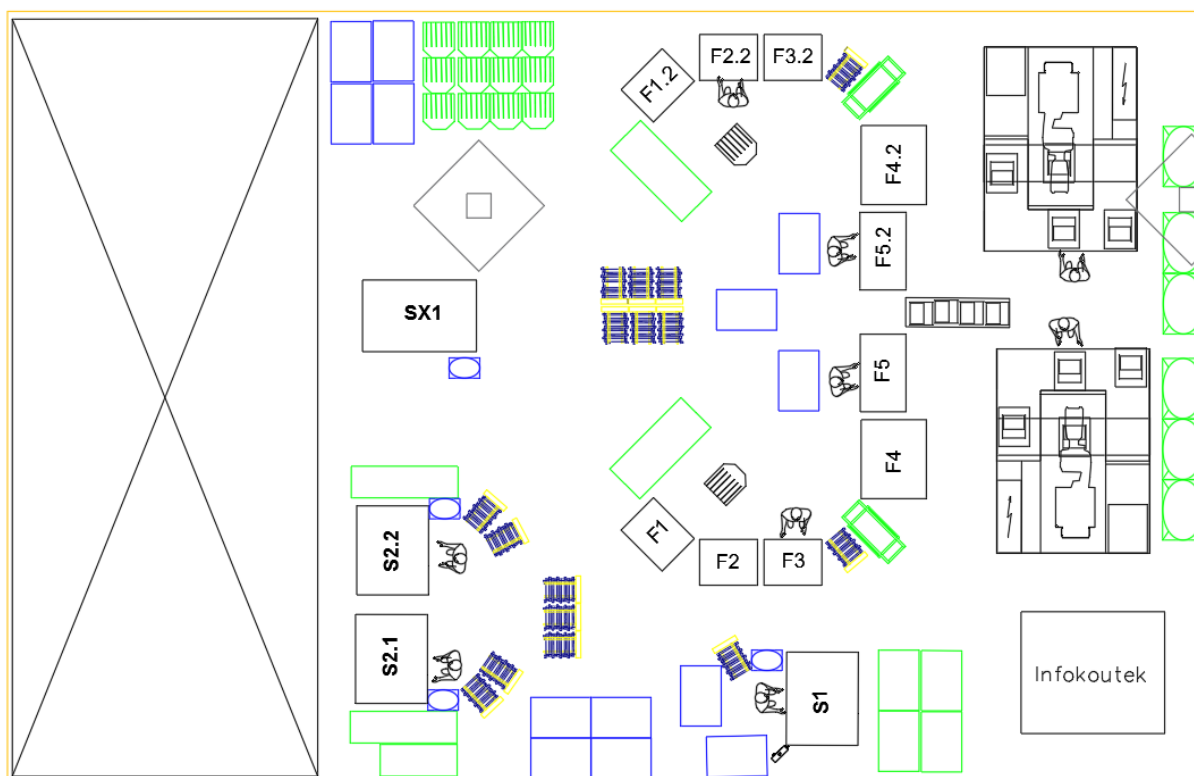 F2.2
F3.2
F1.2
F4.2
F5.2
SX1
F5
F4
F1
F2
F3
S2.2
S2.1
S1
Infokoutek